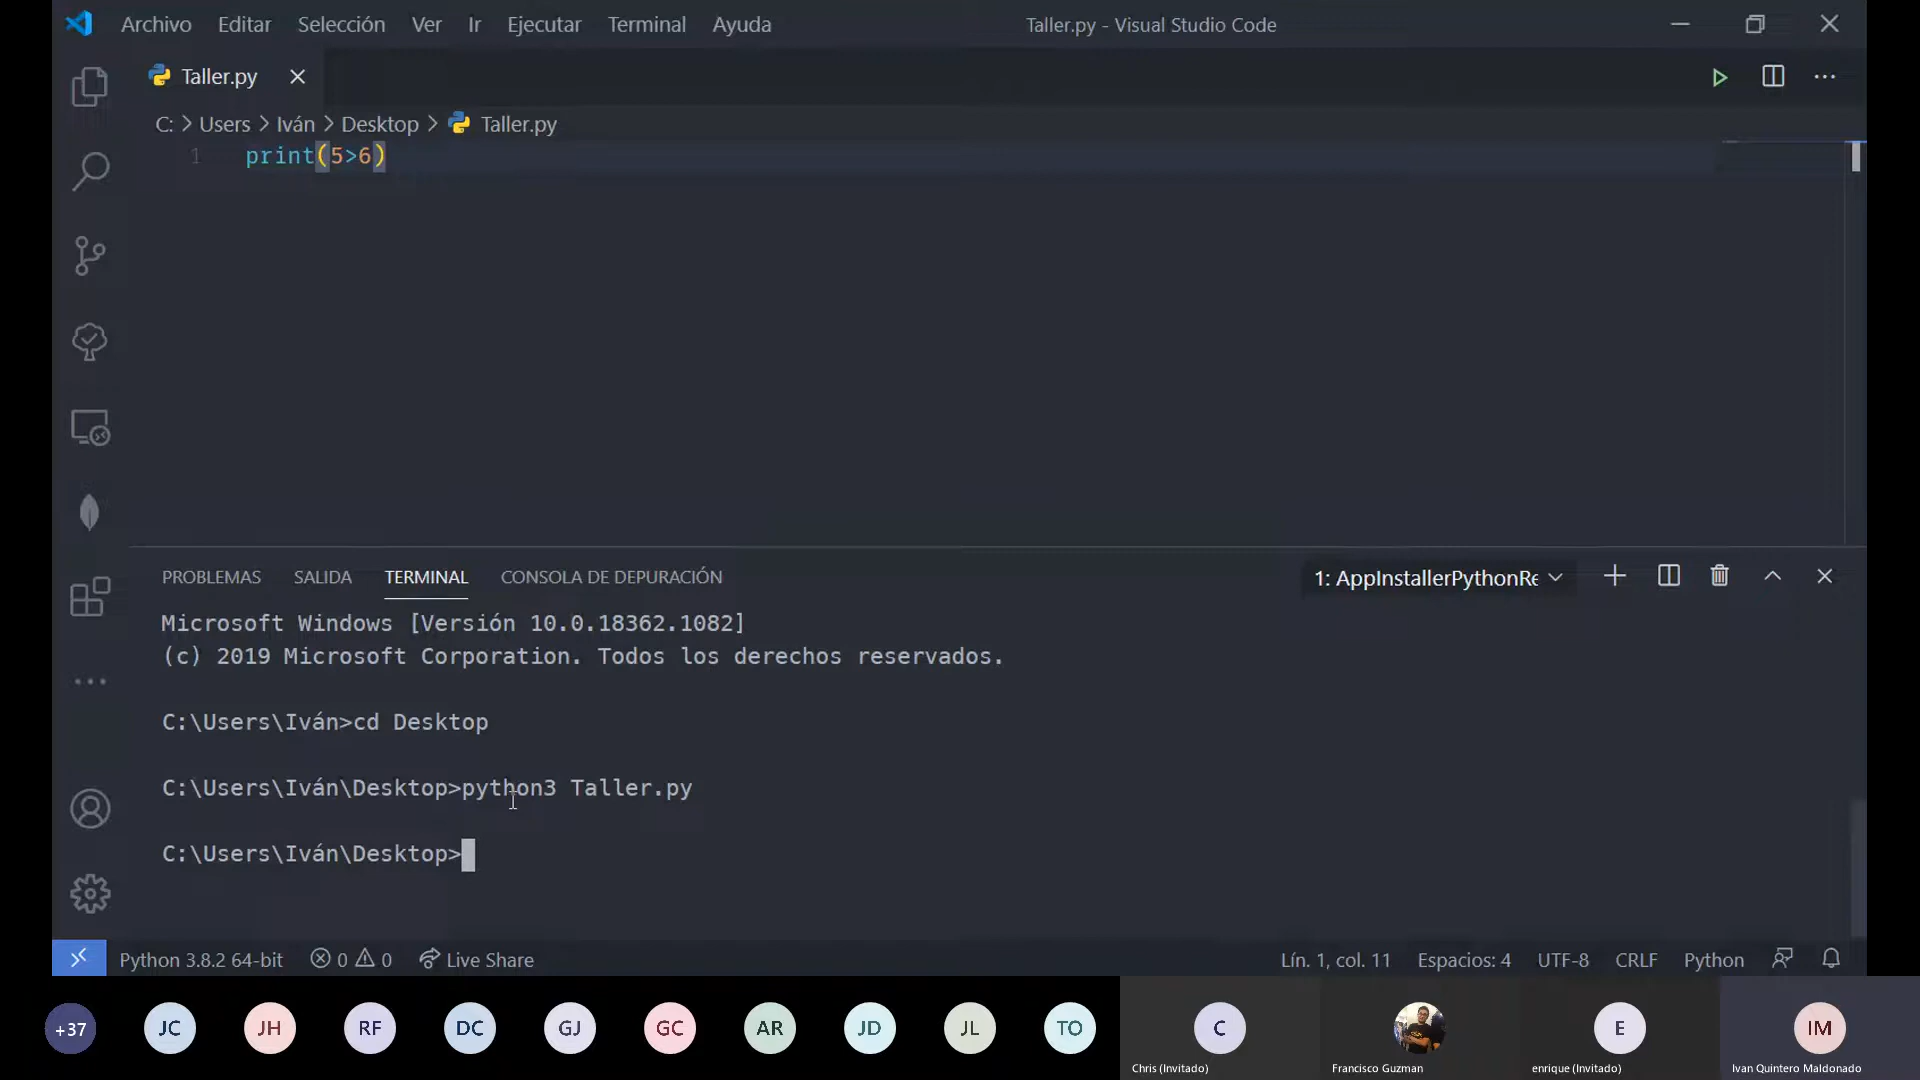 Archivo Editar Selección Ver Ir Ejecutar Terminal Ayuda Taller.py - Visual Studio Code
Taller.py
C: > Users > Iván > Desktop > Taller.py
1 print(5>6)
PROBLEMAS SALIDA TERMINAL CONSOLA DE DEPURACIÓN 1: AppInstallerPythonRe
Microsoft Windows [Versión 10.0.18362.1082]
(c) 2019 Microsoft Corporation. Todos los derechos reservados.
C:\Users\Iván>cd Desktop
C:\Users\Iván\Desktop>python3 Taller.py
C:\Users\Iván\Desktop>
Python 3.8.2 64-bit 0 0 Live Share Lín. 1, col. 11 Espacios: 4 UTF-8 CRLF Python
+37 JC JH RF DC GJ GC AR JD JL TO C E IM
Chris (Invitado) Francisco Guzman enrique (Invitado) Ivan Quintero Maldonado